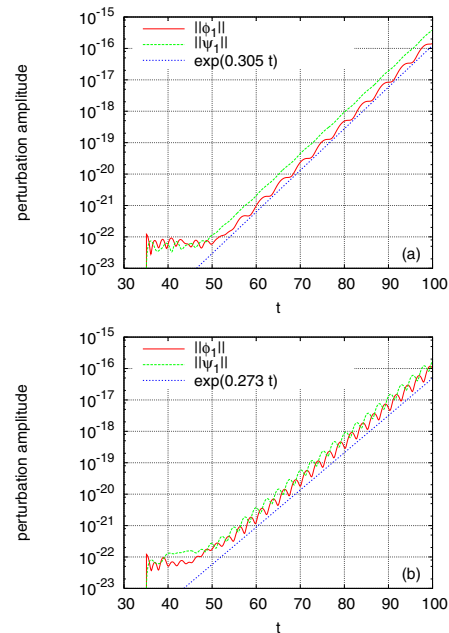 10⁻¹⁵
10⁻¹⁶
10⁻¹⁷
10⁻¹⁸
10⁻¹⁹
10⁻²⁰
10⁻²¹
10⁻²²
10⁻²³
perturbation amplitude
||ϕ₁||
||ψ₁||
exp(0.305 t)
(a)
30 40 50 60 70 80 90 100
t
10⁻¹⁵
10⁻¹⁶
10⁻¹⁷
10⁻¹⁸
10⁻¹⁹
10⁻²⁰
10⁻²¹
10⁻²²
10⁻²³
perturbation amplitude
||ϕ₁||
||ψ₁||
exp(0.273 t)
(b)
30 40 50 60 70 80 90 100
t